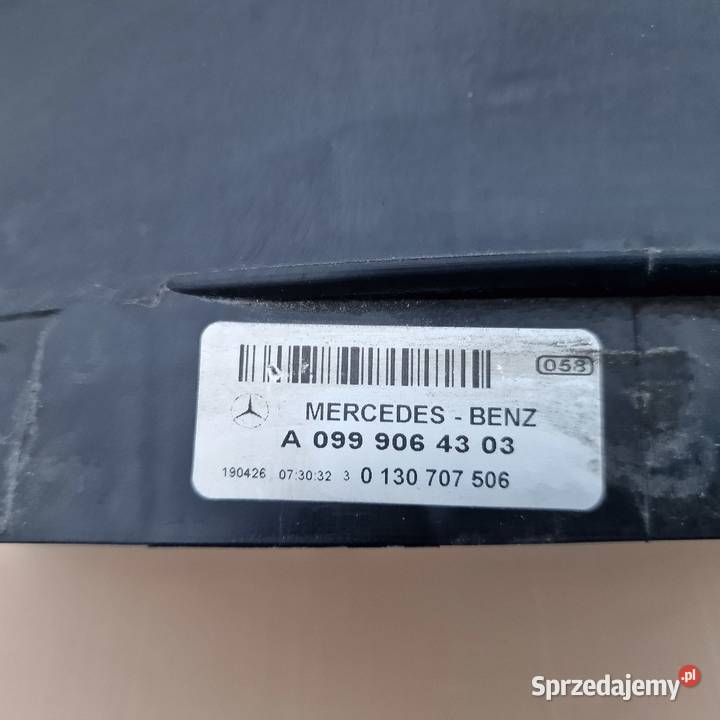 058
MERCEDES - BENZ
A 099 906 43 03
190426 07:30:32 3 0 130 707 506
Sprzedajemy.pl